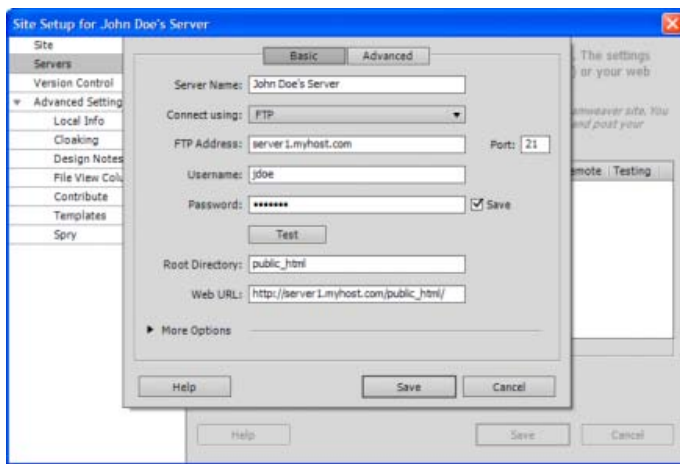 Site Setup for John Doe's Server
Site
Servers
Version Control
Advanced Setting
Local Info
Cloaking
Design Notes
File View Colu
Contribute
Templates
Spry
Basic
Advanced
Server Name: John Doe's Server
Connect using: FTP
FTP Address: server1.myhost.com Port: 21
Username: jdoe
Password: ••••••• Save
Test
Root Directory: public_html
Web URL: http://server1.myhost.com/public_html/
More Options
Help Save Cancel
. The settings
) or your web
amweaver site. You
and post your
emote Testing
Help Save Cancel